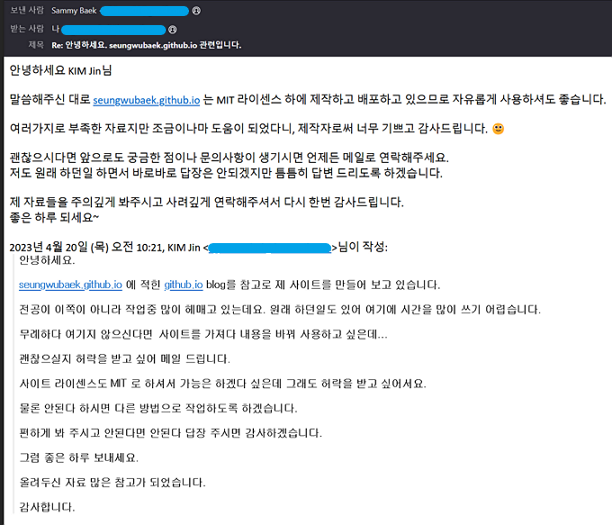 보낸 사람 Sammy Baek
받는 사람 나
제목 Re: 안녕하세요. seungwubaek.github.io 관련입니다.
안녕하세요 KIM Jin님
말씀해주신 대로 seungwubaek.github.io 는 MIT 라이센스 하에 제작하고 배포하고 있으므로 자유롭게 사용하셔도 좋습니다.
여러가지로 부족한 자료지만 조금이나마 도움이 되었다니, 제작자로써 너무 기쁘고 감사드립니다. 🙂
괜찮으시다면 앞으로도 궁금한 점이나 문의사항이 생기시면 언제든 메일로 연락해주세요.
저도 원래 하던일 하면서 바로바로 답장은 안되겠지만 틈틈히 답변 드리도록 하겠습니다.
제 자료들을 주의깊게 봐주시고 사려깊게 연락해주셔서 다시 한번 감사드립니다.
좋은 하루 되세요~
2023년 4월 20일 (목) 오전 10:21, KIM Jin < >님이 작성:
안녕하세요.
seungwubaek.github.io 에 적힌 github.io blog를 참고로 제 사이트를 만들어 보고 있습니다.
전공이 이쪽이 아니라 작업중 많이 헤매고 있는데요. 원래 하던일도 있어 여기에 시간을 많이 쓰기 어렵습니다.
무례하다 여기지 않으신다면 사이트를 가져다 내용을 바꿔 사용하고 싶은데...
괜찮으실지 허락을 받고 싶어 메일 드립니다.
사이트 라이센스도 MIT 로 하셔서 가능은 하겠다 싶은데 그래도 허락을 받고 싶어서요.
물론 안된다 하시면 다른 방법으로 작업하도록 하겠습니다.
편하게 봐 주시고 안된다면 안된다 답장 주시면 감사하겠습니다.
그럼 좋은 하루 보내세요.
올려두신 자료 많은 참고가 되었습니다.
감사합니다.